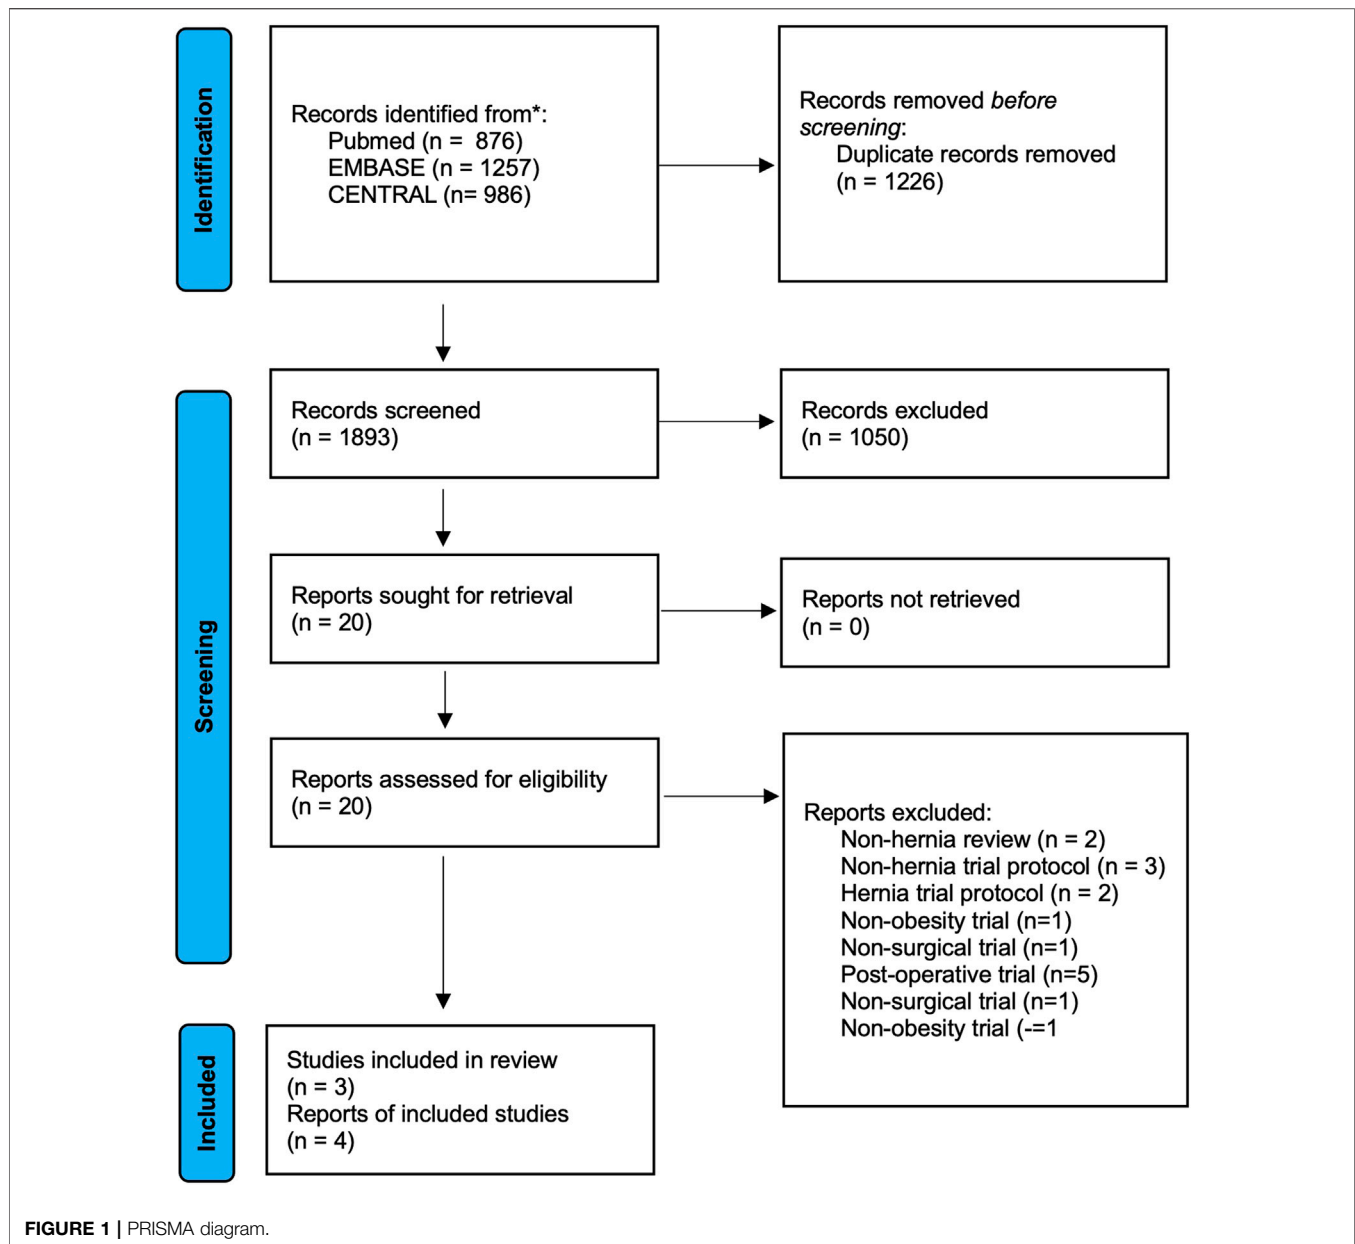 Identification
Records identified from*:
Pubmed (n =  876)
EMBASE (n = 1257)
CENTRAL (n= 986)
Records removed before
screening:
Duplicate records removed
(n = 1226)
Screening
Records screened
(n = 1893)
Records excluded
(n = 1050)
Reports sought for retrieval
(n = 20)
Reports not retrieved
(n = 0)
Reports assessed for eligibility
(n = 20)
Reports excluded:
Non-hernia review (n = 2)
Non-hernia trial protocol (n = 3)
Hernia trial protocol (n = 2)
Non-obesity trial (n=1)
Non-surgical trial (n=1)
Post-operative trial (n=5)
Non-surgical trial (n=1)
Non-obesity trial (-=1
Included
Studies included in review
(n = 3)
Reports of included studies
(n = 4)
FIGURE 1 | PRISMA diagram.